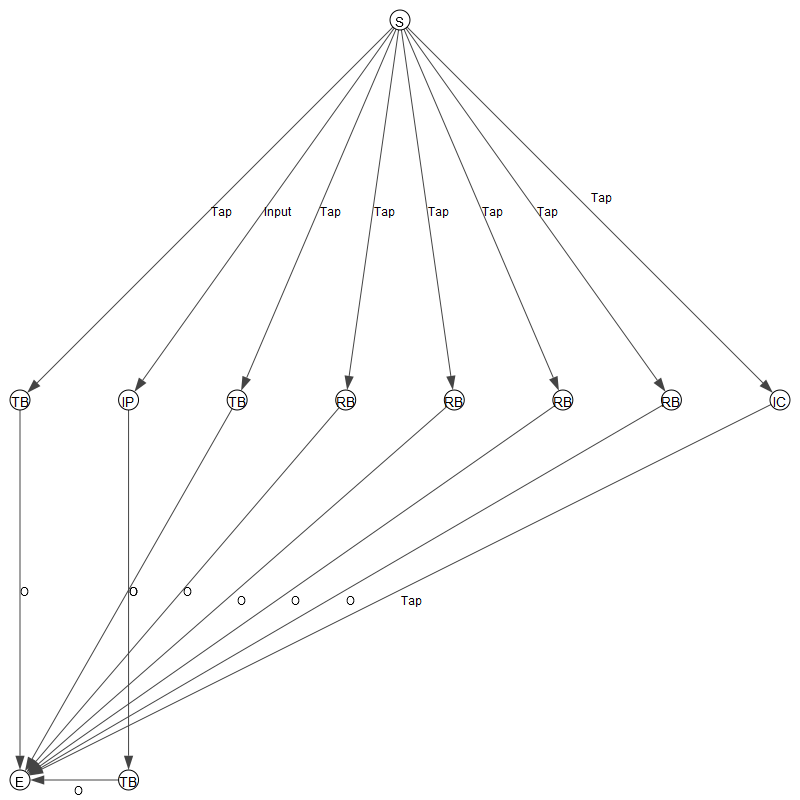 S
Tap
Tap Input Tap Tap Tap Tap Tap
TB IP TB RB RB RB RB IC
O O O
O O O Tap
E TB
O